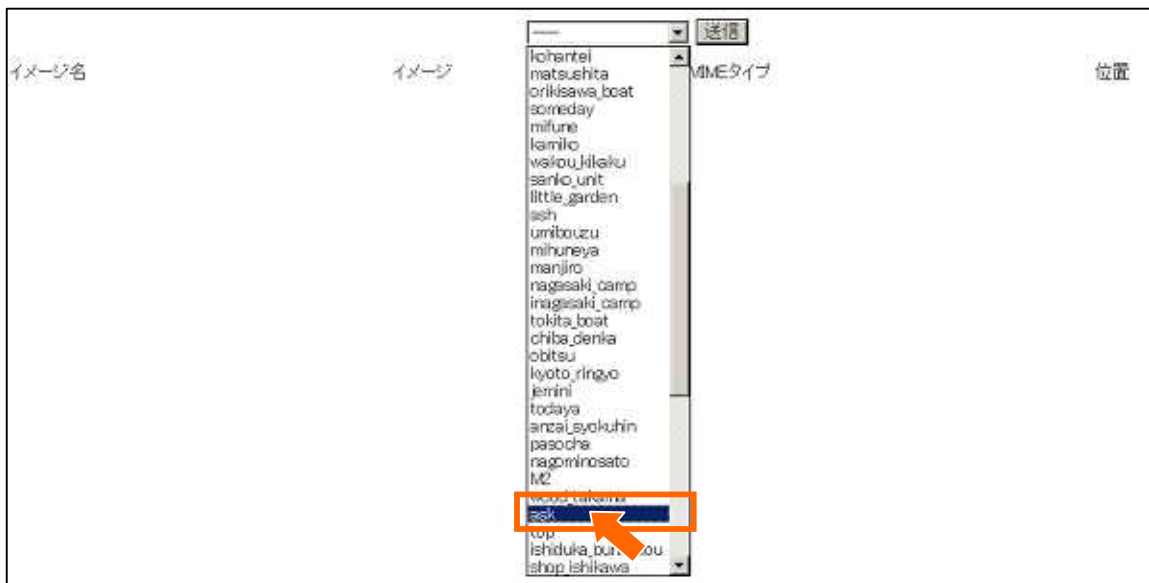 ----- 送信
イメージ名 イメージ MIMEタイプ 位置
kohantei
matsushita
orikisawa_boat
someday
mifune
kamiko
wakou_kikaku
sanko_unit
little_garden
ash
umibouzu
mihuneya
manjiro
nagasaki_camp
inagasaki_camp
tokita_boat
chiba_denka
obitsu
kyoto_ringyo
jemini
todaya
anzai_syokuhin
pasocha
nagominosato
M2
ask
top
shop_ishikawa